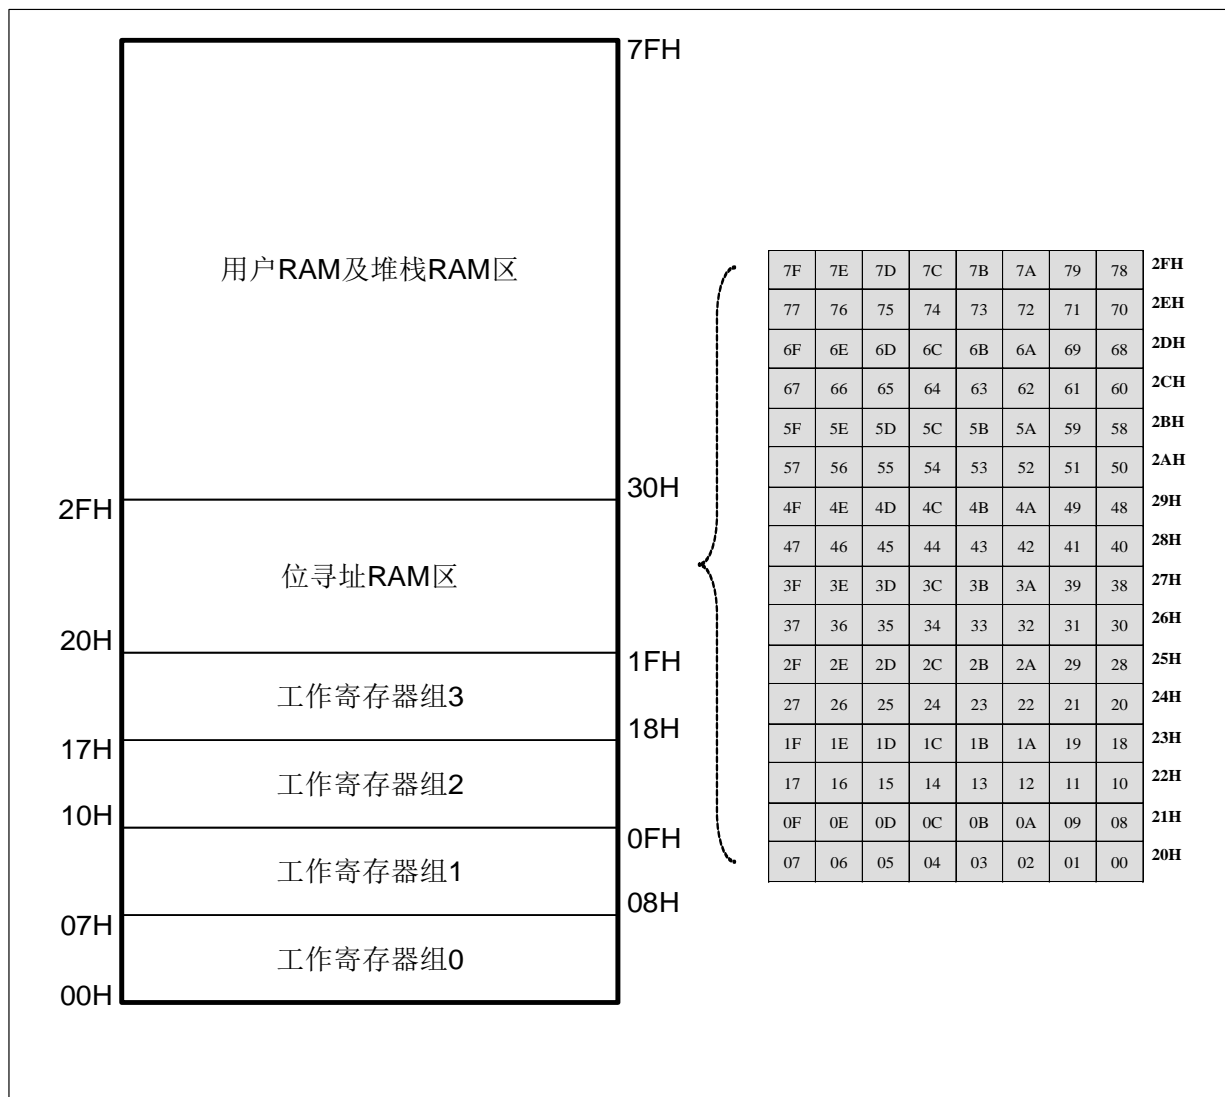 7FH
用户RAM及堆栈RAM区
30H
2FH
位寻址RAM区
20H
1FH
工作寄存器组3
18H
17H
工作寄存器组2
10H
0FH
工作寄存器组1
08H
07H
工作寄存器组0
00H
7F 7E 7D 7C 7B 7A 79 78 2FH
77 76 75 74 73 72 71 70 2EH
6F 6E 6D 6C 6B 6A 69 68 2DH
67 66 65 64 63 62 61 60 2CH
5F 5E 5D 5C 5B 5A 59 58 2BH
57 56 55 54 53 52 51 50 2AH
4F 4E 4D 4C 4B 4A 49 48 29H
47 46 45 44 43 42 41 40 28H
3F 3E 3D 3C 3B 3A 39 38 27H
37 36 35 34 33 32 31 30 26H
2F 2E 2D 2C 2B 2A 29 28 25H
27 26 25 24 23 22 21 20 24H
1F 1E 1D 1C 1B 1A 19 18 23H
17 16 15 14 13 12 11 10 22H
0F 0E 0D 0C 0B 0A 09 08 21H
07 06 05 04 03 02 01 00 20H